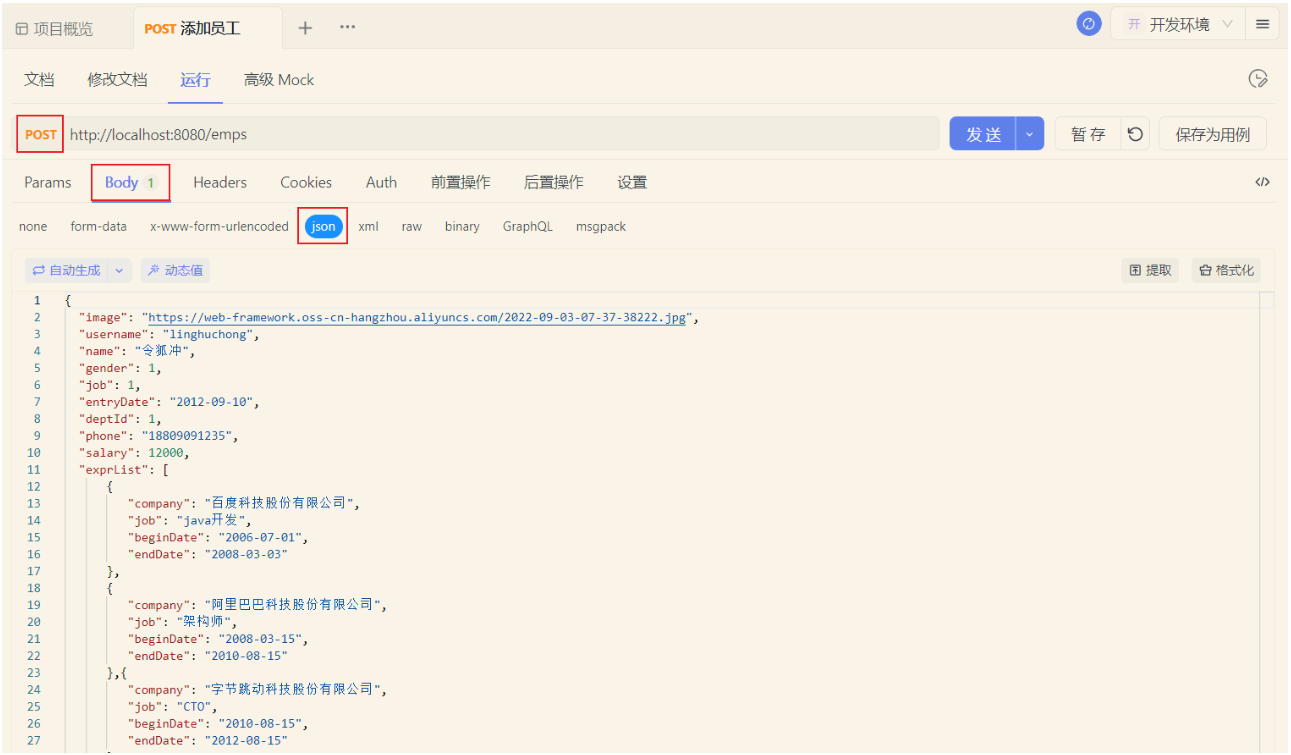 项目概览 POST 添加员工 + ··· 开 开发环境
文档 修改文档 运行 高级 Mock
POST http://localhost:8080/emps 发送 暂存 保存为用例
Params Body 1 Headers Cookies Auth 前置操作 后置操作 设置 </>
none form-data x-www-form-urlencoded json xml raw binary GraphQL msgpack
自动生成 动态值 提取 格式化
1 {
2 "image": "https://web-framework.oss-cn-hangzhou.aliyuncs.com/2022-09-03-07-37-38222.jpg",
3 "username": "linghuchong",
4 "name": "令狐冲",
5 "gender": 1,
6 "job": 1,
7 "entryDate": "2012-09-10",
8 "deptId": 1,
9 "phone": "18809091235",
10 "salary": 12000,
11 "exprList": [
12 {
13 "company": "百度科技股份有限公司",
14 "job": "java开发",
15 "beginDate": "2006-07-01",
16 "endDate": "2008-03-03"
17 },
18 {
19 "company": "阿里巴巴科技股份有限公司",
20 "job": "架构师",
21 "beginDate": "2008-03-15",
22 "endDate": "2010-08-15"
23 },{
24 "company": "字节跳动科技股份有限公司",
25 "job": "CTO",
26 "beginDate": "2010-08-15",
27 "endDate": "2012-08-15"